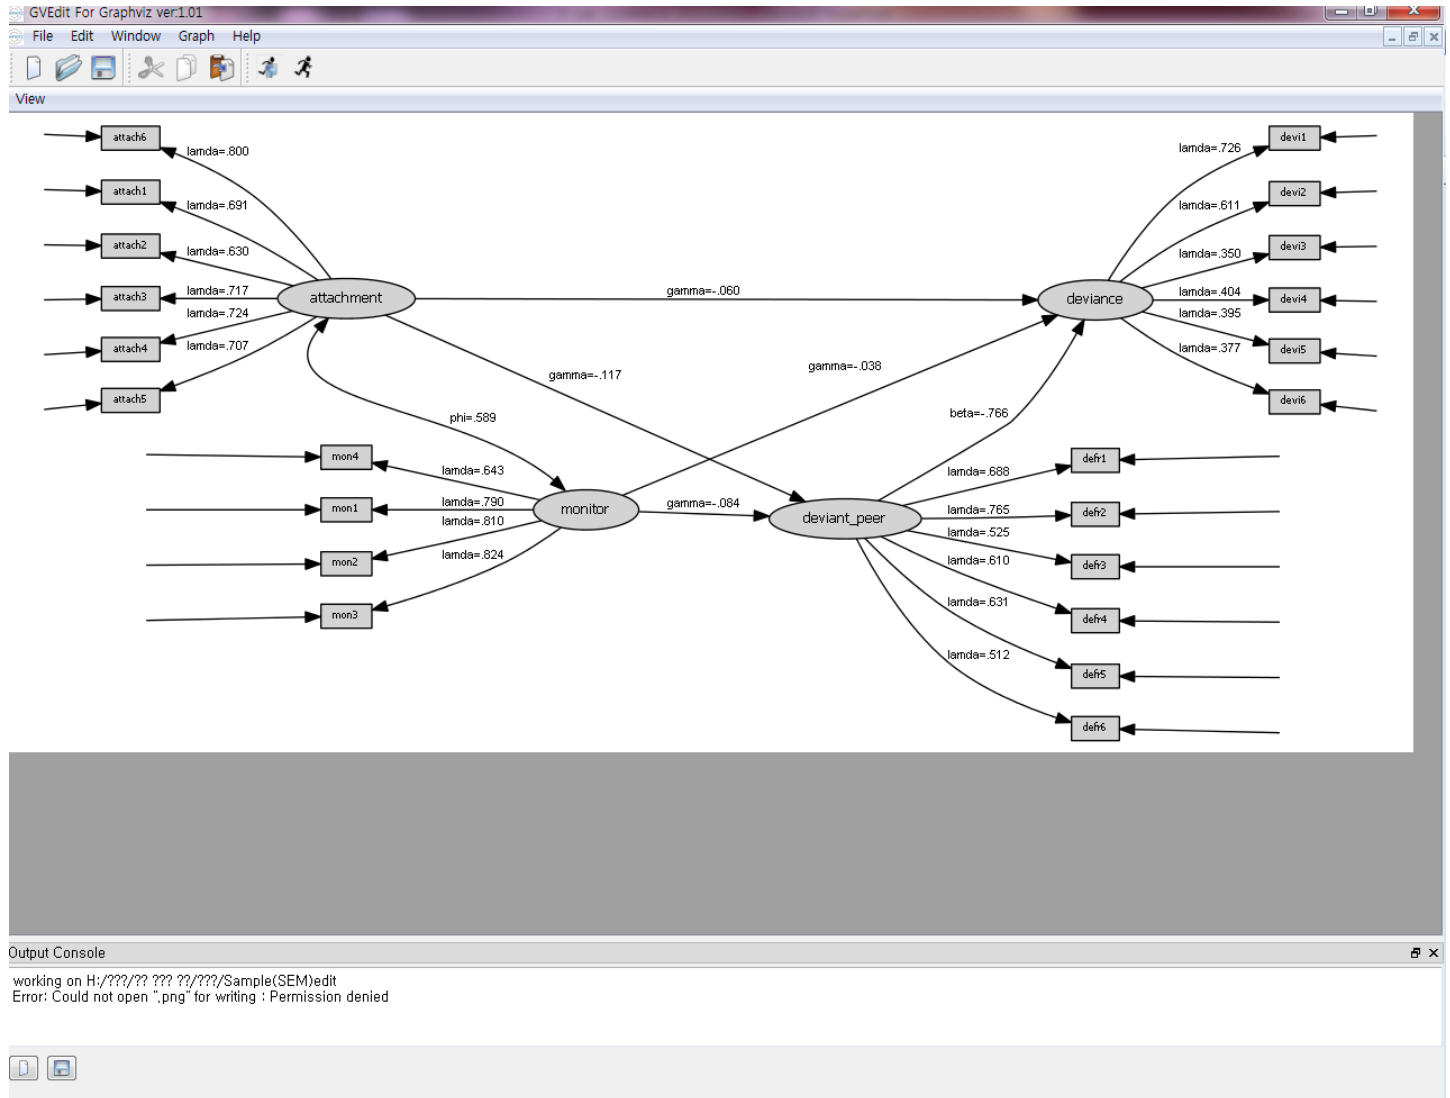 GVEdit For Graphviz ver:1.01
File Edit Window Graph Help
View
attach6
lamda=.800
attach1
lamda=.691
attach2
lamda=.630
attach3
lamda=.717
attach4
lamda=.724
attach5
lamda=.707
attachment
gamma=-.060
deviance
devi1
lamda=.726
devi2
lamda=.611
devi3
lamda=.350
devi4
lamda=.404
devi5
lamda=.395
devi6
lamda=.377
gamma=-.117
gamma=-.038
phi=.589
beta=-.766
mon4
lamda=.643
mon1
lamda=.790
mon2
lamda=.810
mon3
lamda=.824
monitor
gamma=-.084
deviant_peer
defr1
lamda=.688
defr2
lamda=.765
defr3
lamda=.525
defr4
lamda=.610
defr5
lamda=.631
defr6
lamda=.512
Output Console
working on H:/???/?? ??? ??/???/Sample(SEM)edit
Error: Could not open ".png" for writing : Permission denied